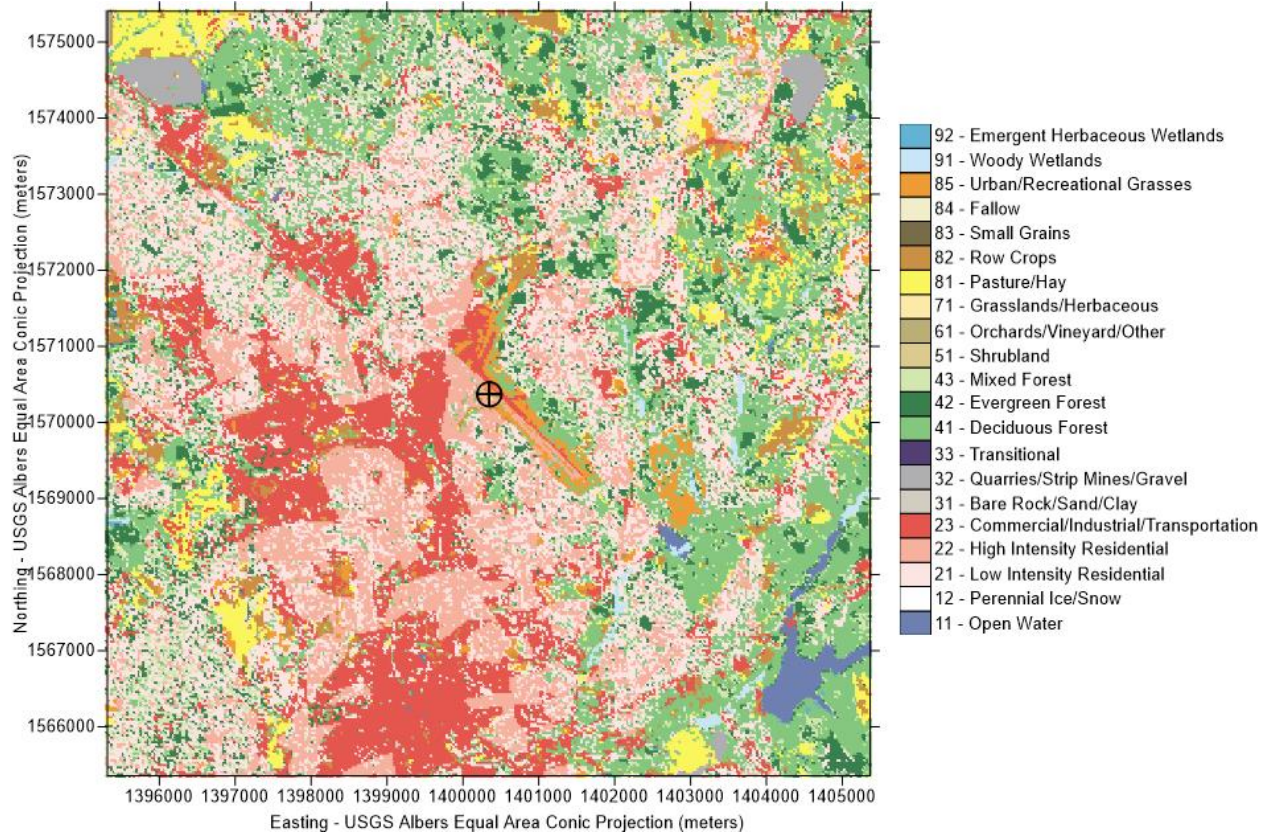 1575000
1574000
1573000
1572000
1571000
1570000
1569000
1568000
1567000
1566000
Northing - USGS Albers Equal Area Conic Projection (meters)
1396000 1397000 1398000 1399000 1400000 1401000 1402000 1403000 1404000 1405000
Easting - USGS Albers Equal Area Conic Projection (meters)
92 - Emergent Herbaceous Wetlands
91 - Woody Wetlands
85 - Urban/Recreational Grasses
84 - Fallow
83 - Small Grains
82 - Row Crops
81 - Pasture/Hay
71 - Grasslands/Herbaceous
61 - Orchards/Vineyard/Other
51 - Shrubland
43 - Mixed Forest
42 - Evergreen Forest
41 - Deciduous Forest
33 - Transitional
32 - Quarries/Strip Mines/Gravel
31 - Bare Rock/Sand/Clay
23 - Commercial/Industrial/Transportation
22 - High Intensity Residential
21 - Low Intensity Residential
12 - Perennial Ice/Snow
11 - Open Water